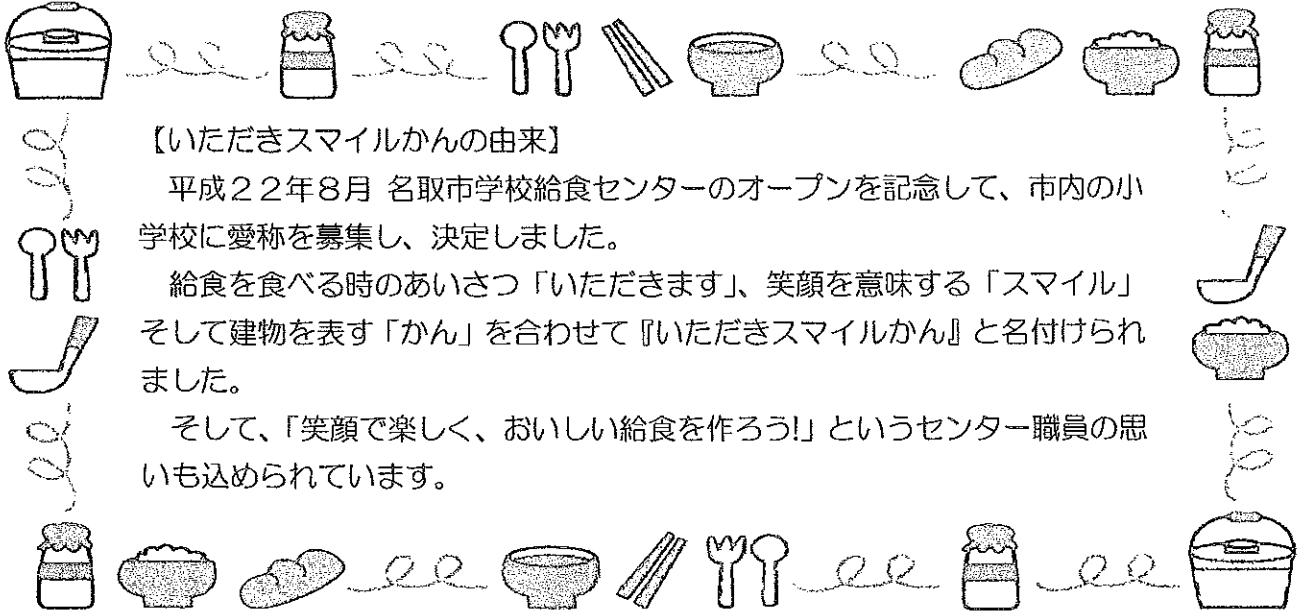 【いただきスマイルかんの由来】
平成２２年８月 名取市学校給食センターのオープンを記念して、市内の小
学校に愛称を募集し、決定しました。
給食を食べる時のあいさつ「いただきます」、笑顔を意味する「スマイル」
そして建物を表す「かん」を合わせて『いただきスマイルかん』と名付けられ
ました。
そして、「笑顔で楽しく、おいしい給食を作ろう!」というセンター職員の思
いも込められています。